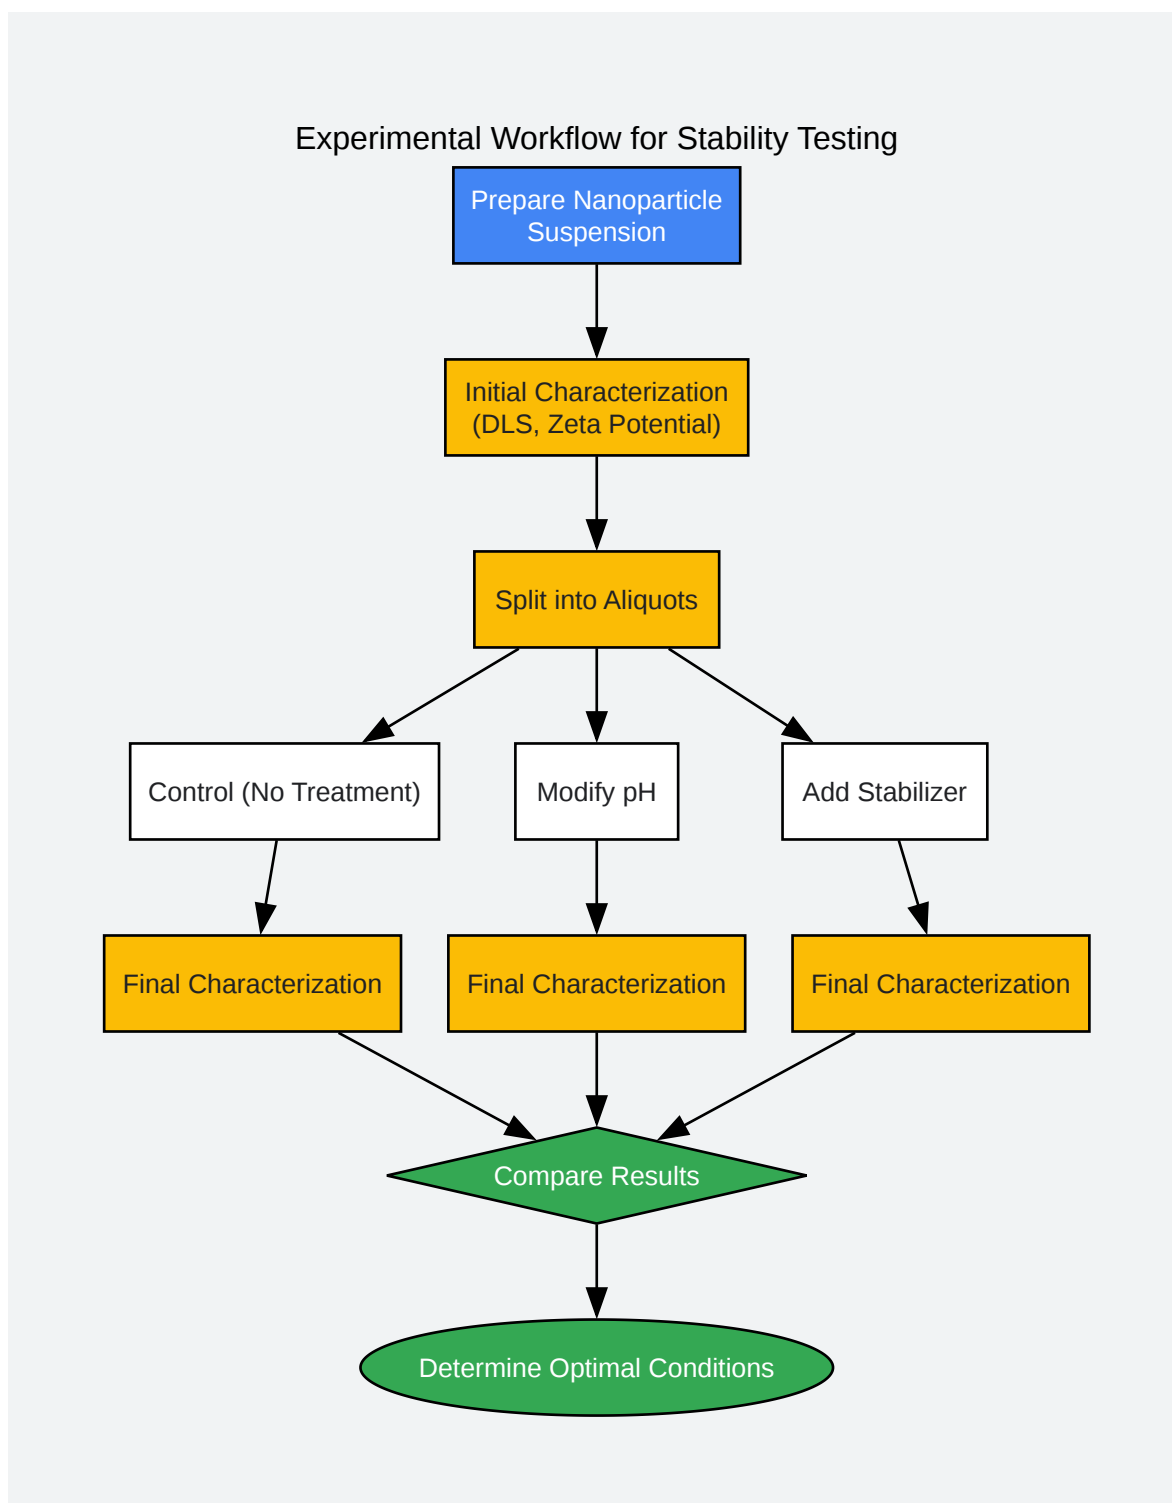 Experimental Workflow for Stability Testing
Prepare Nanoparticle
Suspension
Initial Characterization
(DLS, Zeta Potential)
Split into Aliquots
Control (No Treatment)
Modify pH
Add Stabilizer
Final Characterization
Final Characterization
Final Characterization
Compare Results
Determine Optimal Conditions